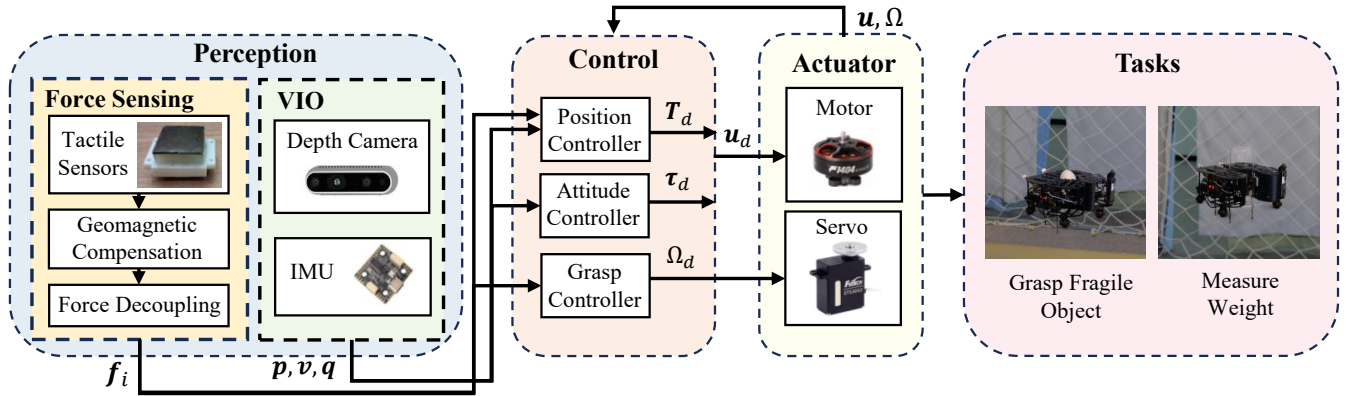 Perception
Force Sensing
Tactile
Sensors
Geomagnetic
Compensation
Force Decoupling
VIO
Depth Camera
IMU
f_i
p, v, q
Control
Position
Controller
Attitude
Controller
Grasp
Controller
T_d
τ_d
Ω_d
u_d
u, Ω
Actuator
Motor
1404
Servo
Tasks
Grasp Fragile
Object
Measure
Weight